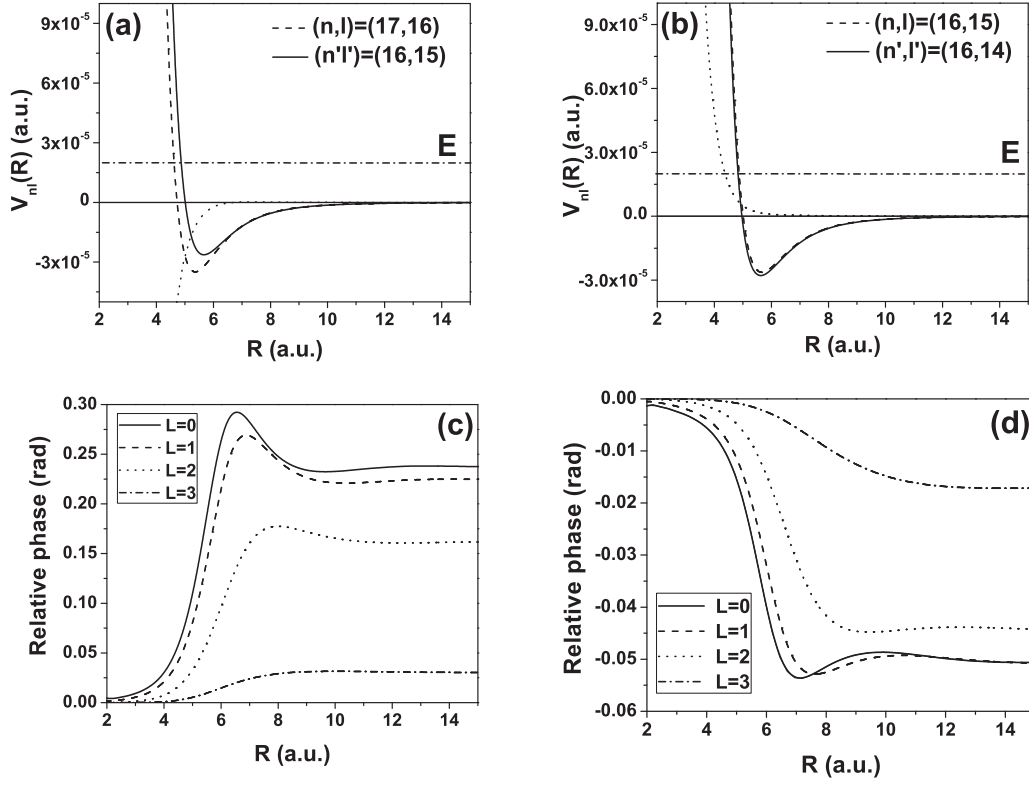 (a)
(n,l)=(17,16)
(n'l')=(16,15)
9x10⁻⁵
6x10⁻⁵
3x10⁻⁵
0
-3x10⁻⁵
E
V_nl(R) (a.u.)
2 4 6 8 10 12 14
R (a.u.)
(b)
(n,l)=(16,15)
(n',l')=(16,14)
9.0x10⁻⁵
6.0x10⁻⁵
3.0x10⁻⁵
0.0
-3.0x10⁻⁵
E
V_nl(R) (a.u.)
2 4 6 8 10 12 14
R (a.u.)
(c)
L=0
L=1
L=2
L=3
0.30
0.25
0.20
0.15
0.10
0.05
0.00
Relative phase (rad)
2 4 6 8 10 12 14
R (a.u.)
(d)
0.00
-0.01
-0.02
-0.03
-0.04
-0.05
-0.06
L=0
L=1
L=2
L=3
Relative phase (rad)
2 4 6 8 10 12 14
R (a.u.)